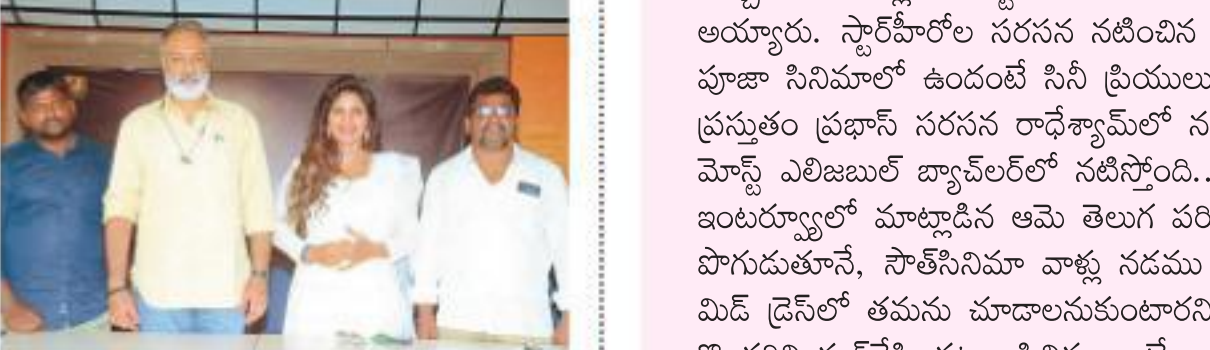 అయ్యారు. స్టార్‌హీరోల సరసన నటించిన
పూజా సినిమాలో ఉందంటే సినీ ప్రియులు
ప్రస్తుతం ప్రభాస్ సరసన రాధేశ్యామ్‌లో న
మోస్ట్ ఎలిజబుల్ బ్యాచ్‌లర్‌లో నటిస్తోంది..
ఇంటర్వ్యూలో మాట్లాడిన ఆమె తెలుగ పరి
పొగుడుతూనే, సౌత్‌సినిమా వాళ్లు నడము
మిడ్ డ్రెస్‌లో తమను చూడాలనుకుంటారని